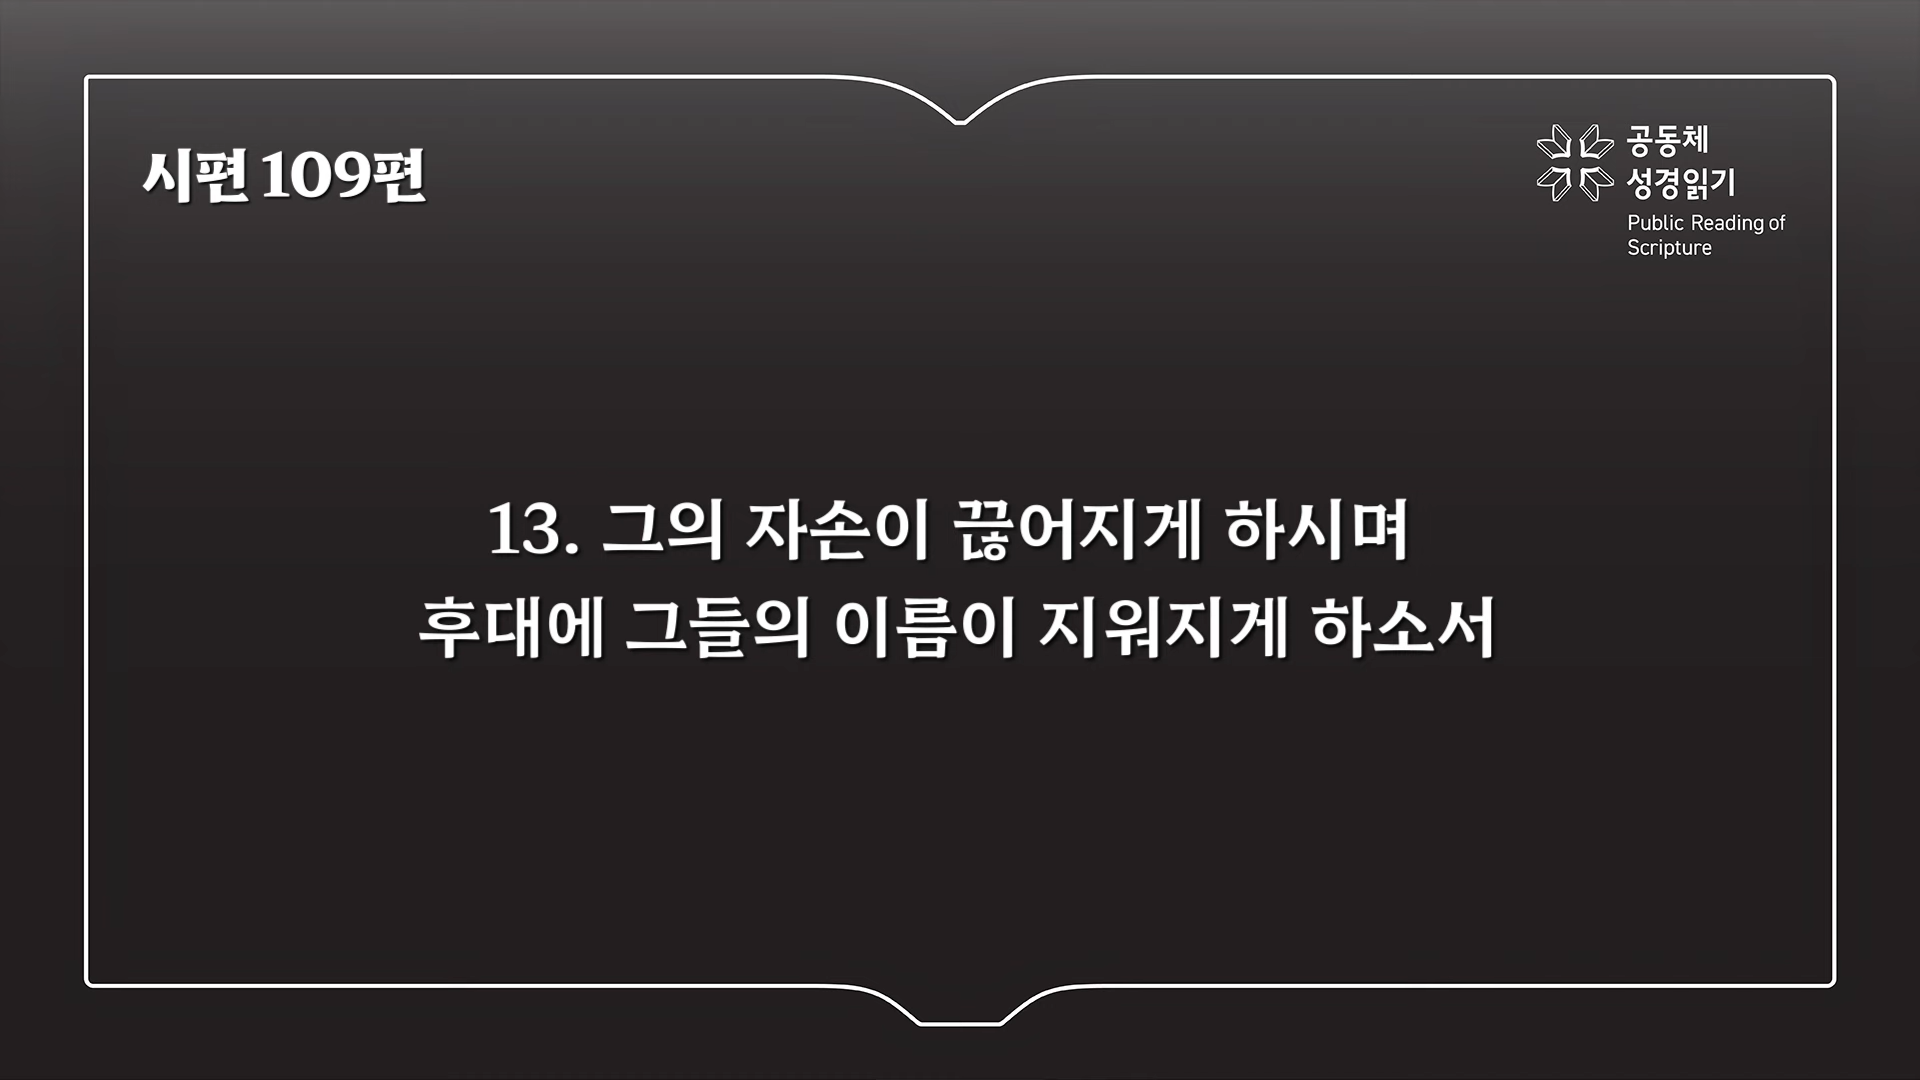 시편 109편
공동체
성경읽기
Public Reading of
Scripture
13. 그의 자손이 끊어지게 하시며
후대에 그들의 이름이 지워지게 하소서